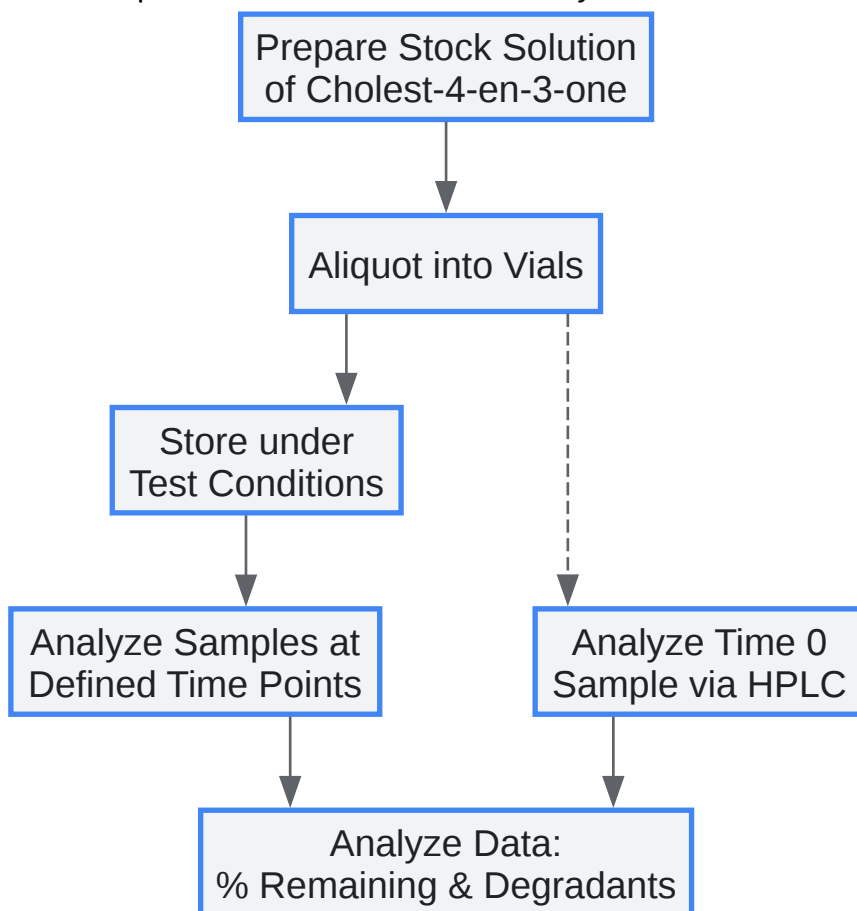 Prepare Stock Solution
of Cholest-4-en-3-one
Aliquot into Vials
Store under
Test Conditions
Analyze Samples at
Defined Time Points
Analyze Time 0
Sample via HPLC
Analyze Data:
% Remaining & Degradants